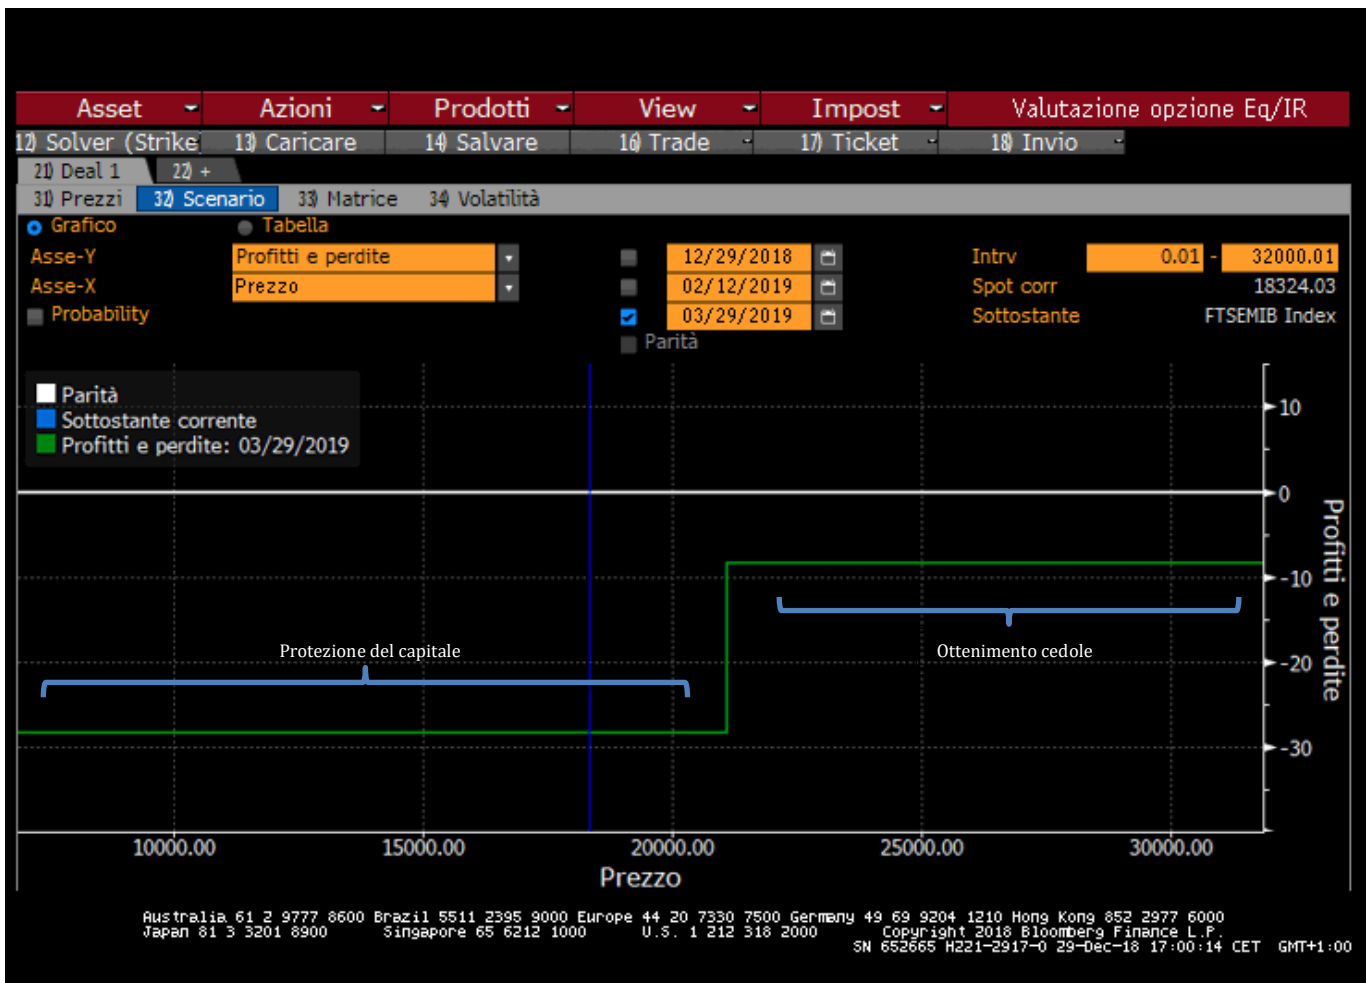 Asset Azioni Prodotti View Impost Valutazione opzione Eq/IR
12) Solver (Strike 13) Caricare 14) Salvare 16) Trade 17) Ticket 18) Invio
21) Deal 1 22) +
31) Prezzi 32) Scenario 33) Matrice 34) Volatilità
Grafico Tabella
Asse-Y Profitti e perdite 12/29/2018 Intrv 0.01 - 32000.01
Asse-X Prezzo 02/12/2019 Spot corr 18324.03
Probability 03/29/2019 Sottostante FTSEMIB Index
Parità
Parità
Sottostante corrente
Profitti e perdite: 03/29/2019
10
0
-10
-20
-30
Profitti e perdite
Protezione del capitale
Ottenimento cedole
10000.00 15000.00 20000.00 25000.00 30000.00
Prezzo
Australia 61 2 9777 8600 Brazil 5511 2395 9000 Europe 44 20 7330 7500 Germany 49 69 9204 1210 Hong Kong 852 2977 6000
Japan 81 3 3201 8900 Singapore 65 6212 1000 U.S. 1 212 318 2000 Copyright 2018 Bloomberg Finance L.P.
SN 652665 H221-2917-0 29-Dec-18 17:00:14 CET GMT+1:00